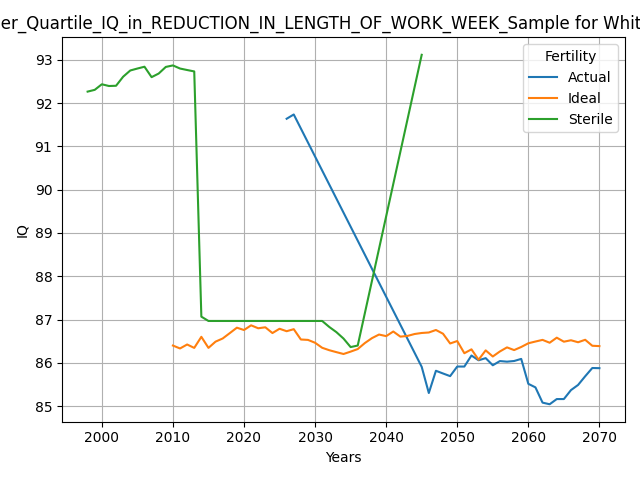 er_Quartile_IQ_in_REDUCTION_IN_LENGTH_OF_WORK_WEEK_Sample for Whit
Fertility
Actual
Ideal
Sterile
93
92
91
90
89
88
87
86
85
IQ
2000 2010 2020 2030 2040 2050 2060 2070
Years